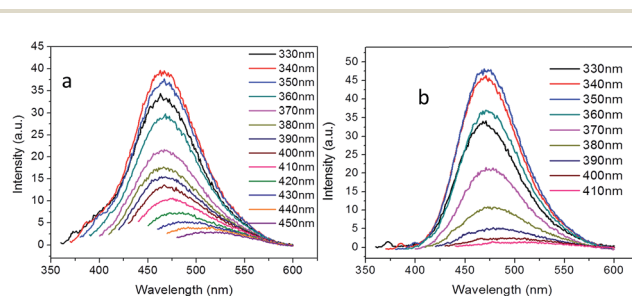 a
45
40
35
30
25
20
15
10
5
0
Intensity (a.u.)
350 400 450 500 550 600
Wavelength (nm)
330nm
340nm
350nm
360nm
370nm
380nm
390nm
400nm
410nm
420nm
430nm
440nm
450nm
b
50
45
40
35
30
25
20
15
10
5
0
Intensity (a.u.)
350 400 450 500 550 600
Wavelength (nm)
330nm
340nm
350nm
360nm
370nm
380nm
390nm
400nm
410nm